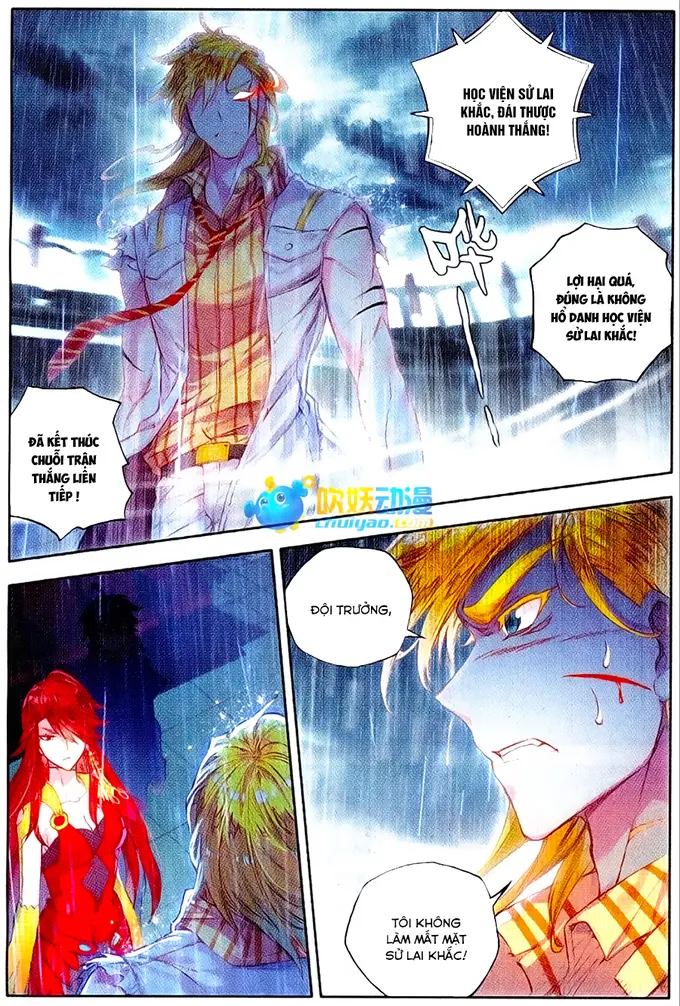 HỌC VIỆN SỬ LAI
KHẮC, ĐÁI THƯỢC
HOÀNH THẮNG!
哗
LỢI HẠI QUÁ,
ĐÚNG LÀ KHÔNG
HỔ DANH HỌC VIỆN
SỬ LAI KHẮC!
ĐÃ KẾT THÚC
CHUỖI TRẬN
THẮNG LIÊN
TIẾP !
吹妖动漫
chuiyao.com
ĐỘI TRƯỞNG,
TÔI KHÔNG
LÀM MẤT MẶT
SỬ LAI KHẮC!